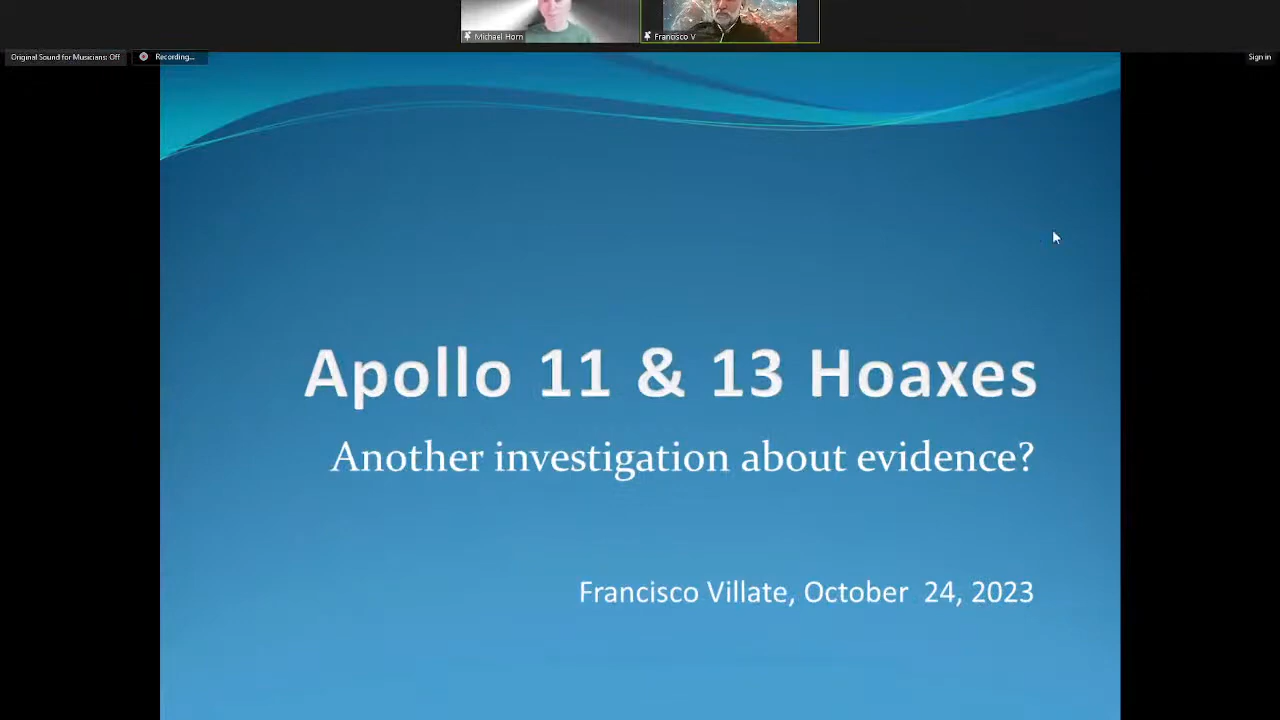 Michael Horn
Francisco V
Original Sound for Musicians: Off
Recording...
Sign in
Apollo 11 & 13 Hoaxes
Another investigation about evidence?
Francisco Villate, October 24, 2023